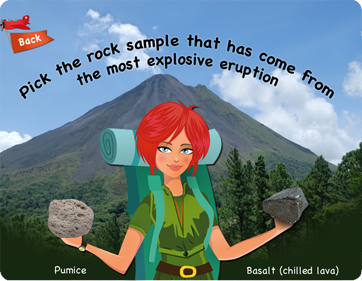 Back
Pick the rock sample that has come from
the most explosive eruption
Pumice
Basalt (chilled lava)